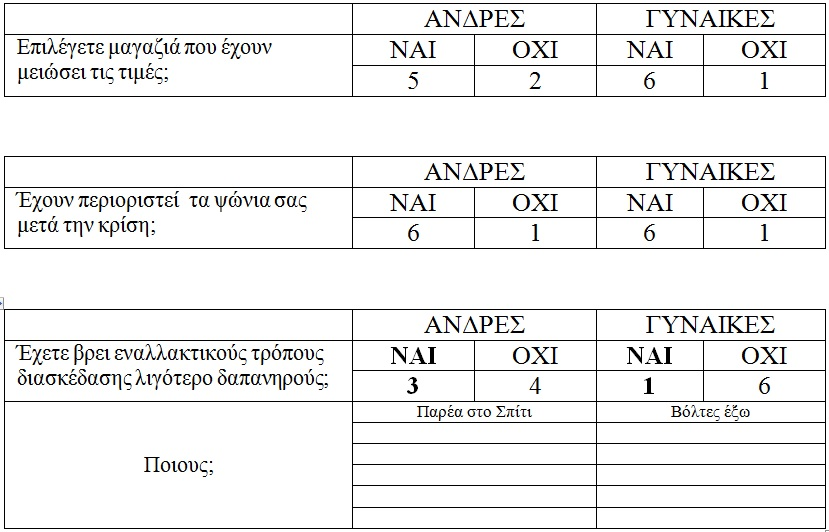 ΑΝΔΡΕΣ ΓΥΝΑΙΚΕΣ
Επιλέγετε μαγαζιά που έχουν μειώσει τις τιμές; ΝΑΙ ΟΧΙ ΝΑΙ ΟΧΙ
5 2 6 1
ΑΝΔΡΕΣ ΓΥΝΑΙΚΕΣ
Έχουν περιοριστεί τα ψώνια σας μετά την κρίση; ΝΑΙ ΟΧΙ ΝΑΙ ΟΧΙ
6 1 6 1
ΑΝΔΡΕΣ ΓΥΝΑΙΚΕΣ
Έχετε βρει εναλλακτικούς τρόπους διασκέδασης λιγότερο δαπανηρούς; ΝΑΙ ΟΧΙ ΝΑΙ ΟΧΙ
3 4 1 6
Ποιους; Παρέα στο Σπίτι Βόλτες έξω